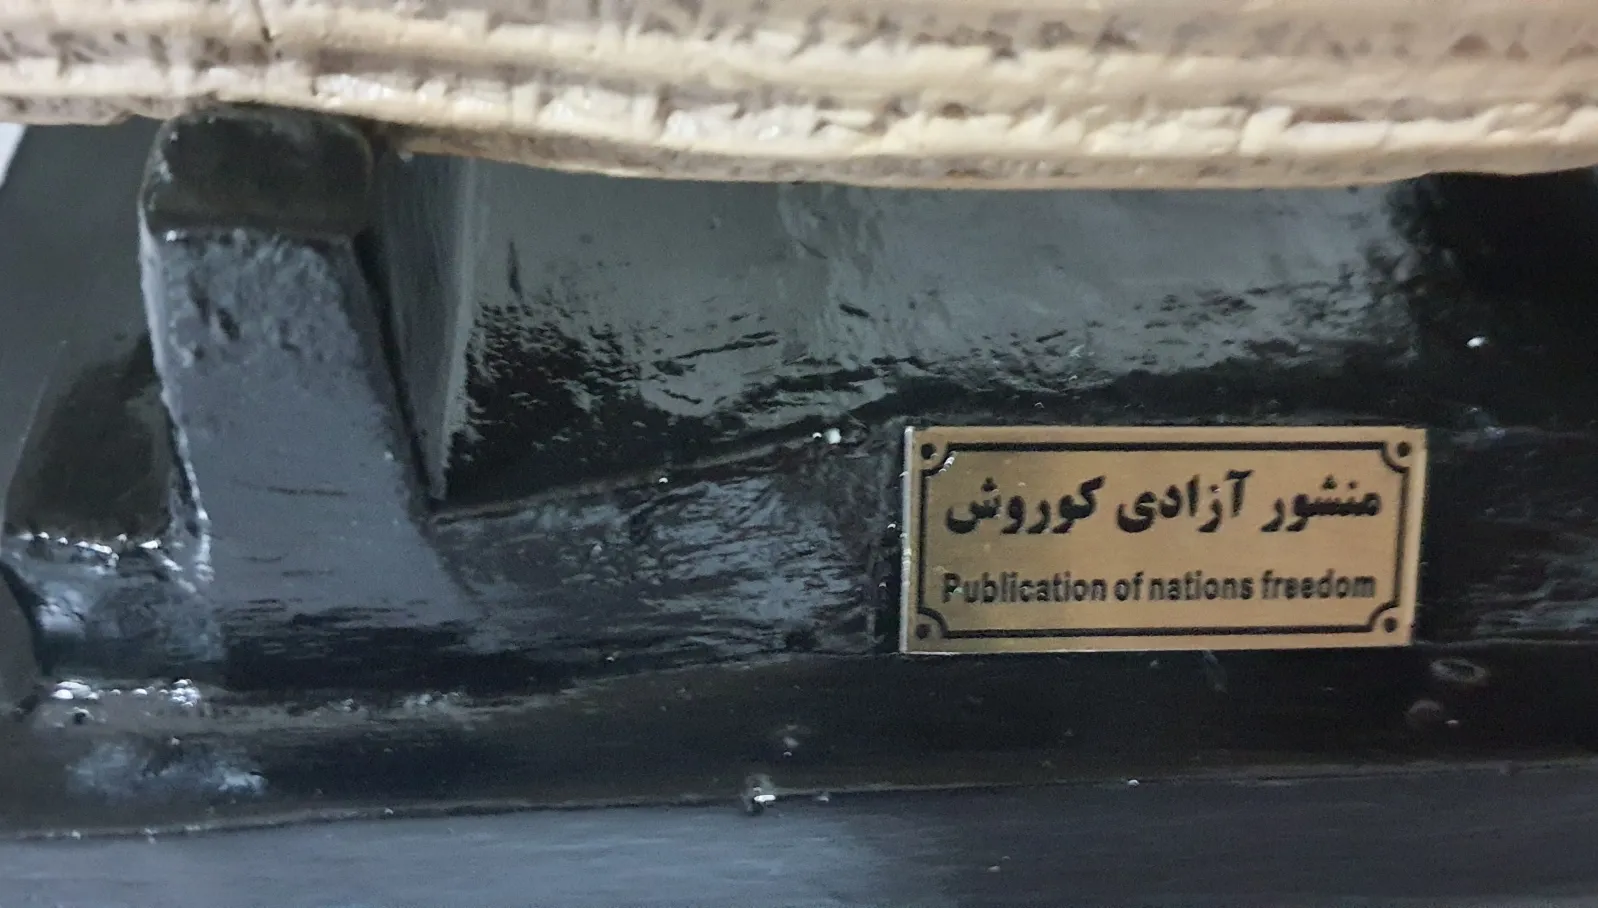 منشور آزادی کوروش
Publication of nations freedom